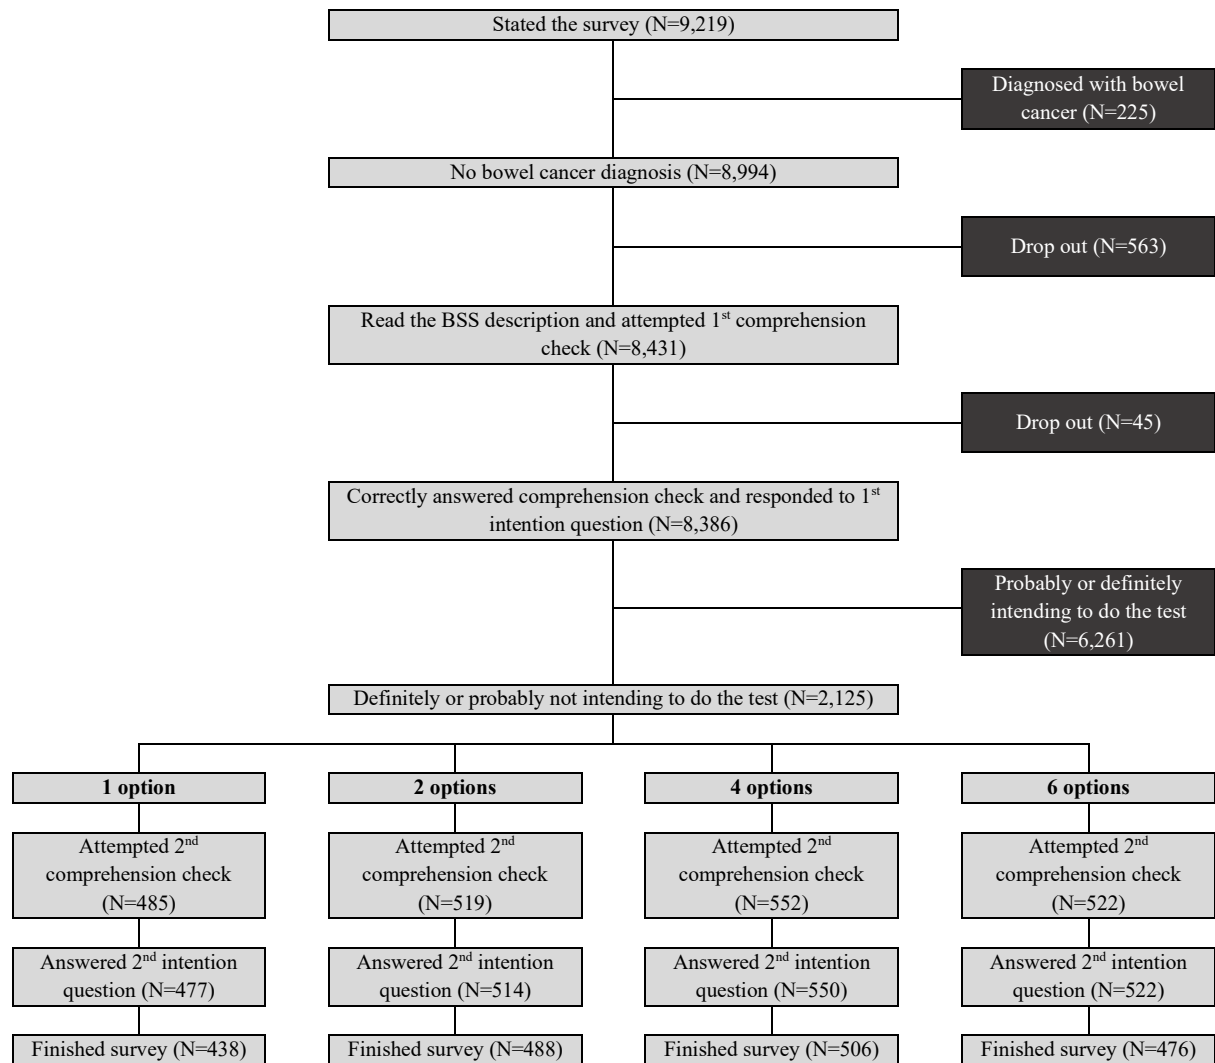 Stated the survey (N=9,219)
Diagnosed with bowel
cancer (N=225)
No bowel cancer diagnosis (N=8,994)
Drop out (N=563)
Read the BSS description and attempted 1st comprehension
check (N=8,431)
Drop out (N=45)
Correctly answered comprehension check and responded to 1st
intention question (N=8,386)
Probably or definitely
intending to do the test
(N=6,261)
Definitely or probably not intending to do the test (N=2,125)
1 option
Attempted 2nd
comprehension check
(N=485)
Answered 2nd intention
question (N=477)
Finished survey (N=438)
2 options
Attempted 2nd
comprehension check
(N=519)
Answered 2nd intention
question (N=514)
Finished survey (N=488)
4 options
Attempted 2nd
comprehension check
(N=552)
Answered 2nd intention
question (N=550)
Finished survey (N=506)
6 options
Attempted 2nd
comprehension check
(N=522)
Answered 2nd intention
question (N=522)
Finished survey (N=476)